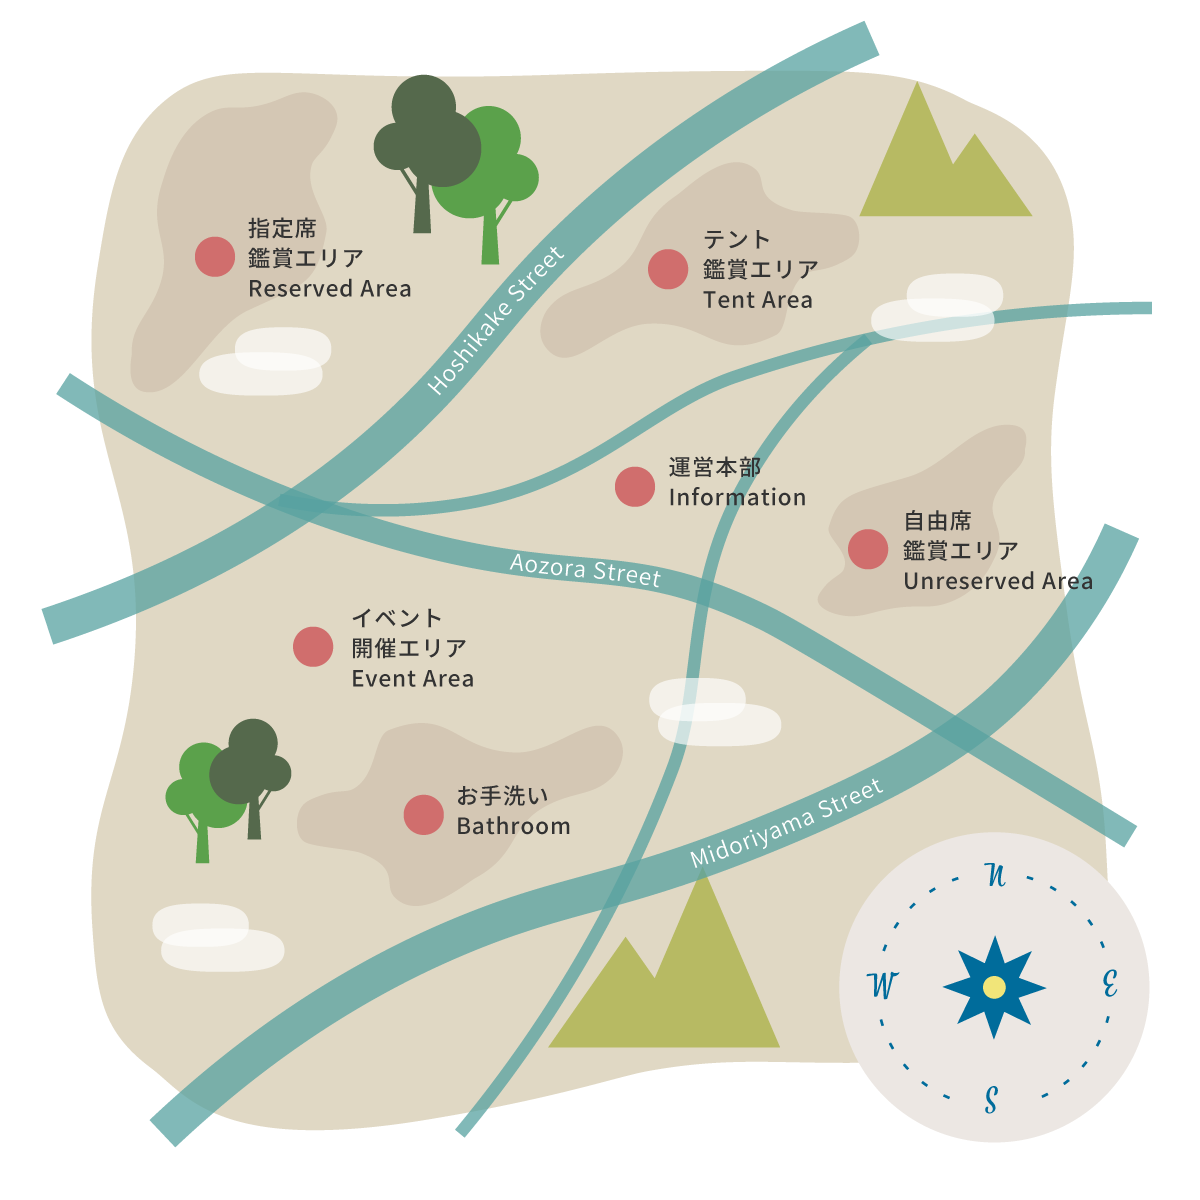 指定席
鑑賞エリア
Reserved Area
テント
鑑賞エリア
Tent Area
Hoshikake Street
運営本部
Information
自由席
鑑賞エリア
Unreserved Area
Aozora Street
イベント
開催エリア
Event Area
お手洗い
Bathroom
Midoriyama Street
N
W
E
S